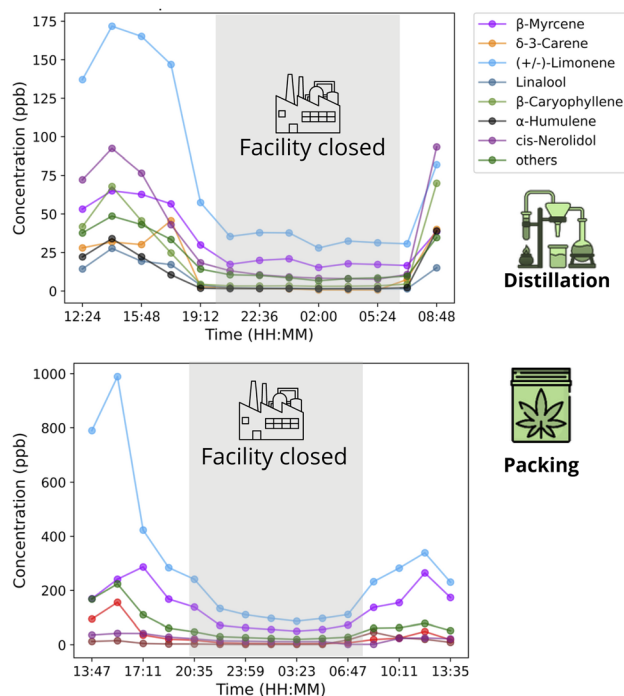 175
150
125
100
75
50
25
0
Concentration (ppb)
Facility closed
12:24 15:48 19:12 22:36 02:00 05:24 08:48
Time (HH:MM)
β-Myrcene
δ-3-Carene
(+/-)-Limonene
Linalool
β-Caryophyllene
α-Humulene
cis-Nerolidol
others
Distillation
1000
800
600
400
200
0
Concentration (ppb)
Facility closed
13:47 17:11 20:35 23:59 03:23 06:47 10:11 13:35
Time (HH:MM)
Packing